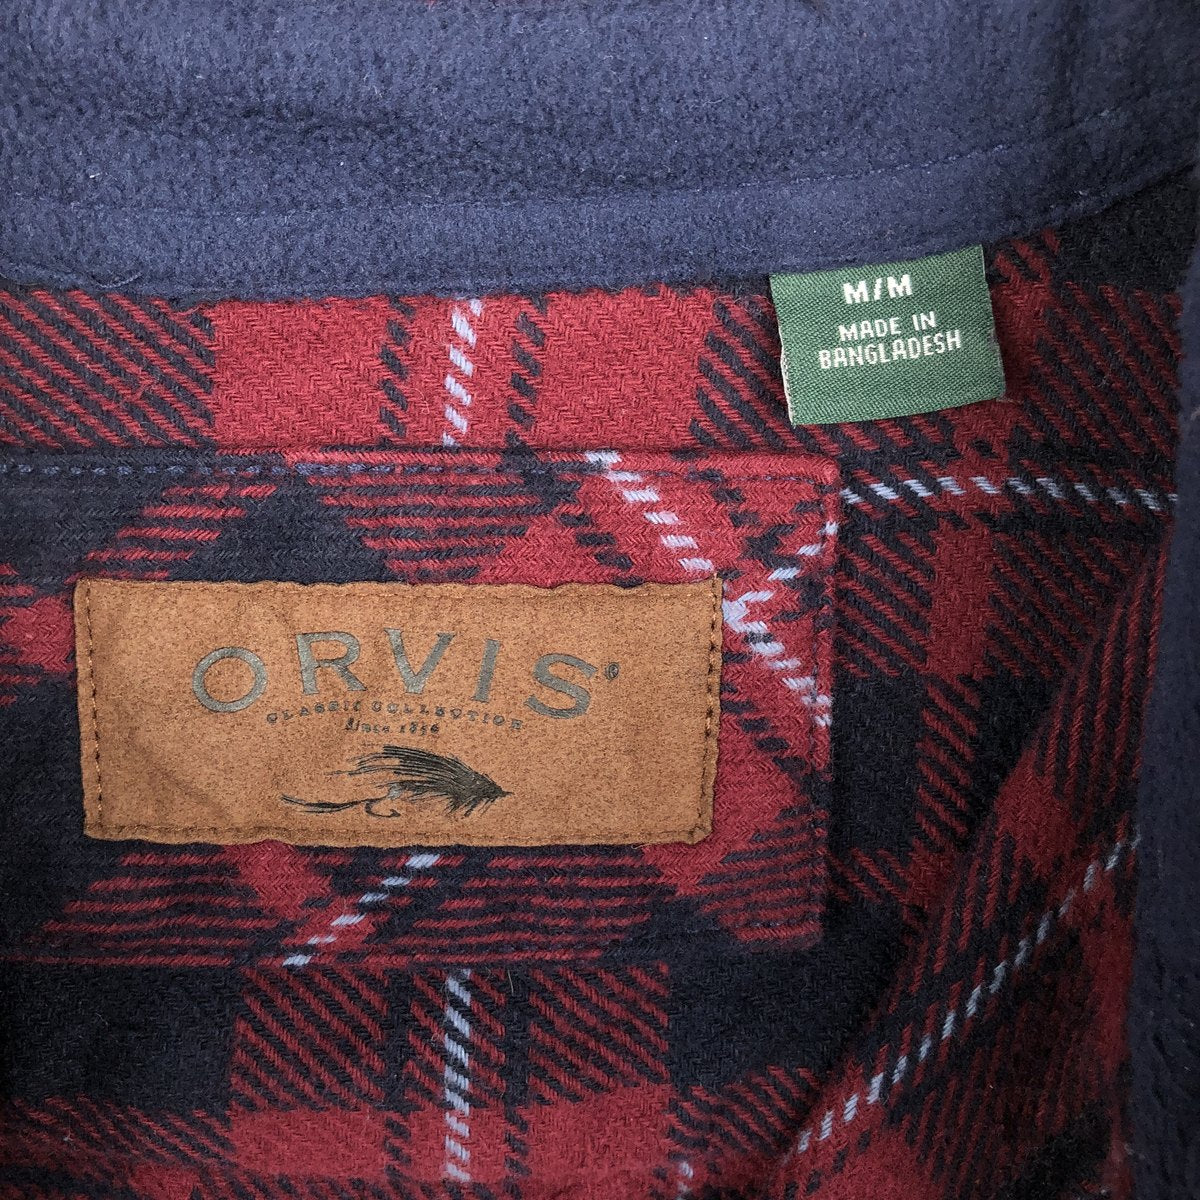 M/M
MADE IN
BANGLADESH
ORVIS®
CLASSIC COLLECTION
Since 1856